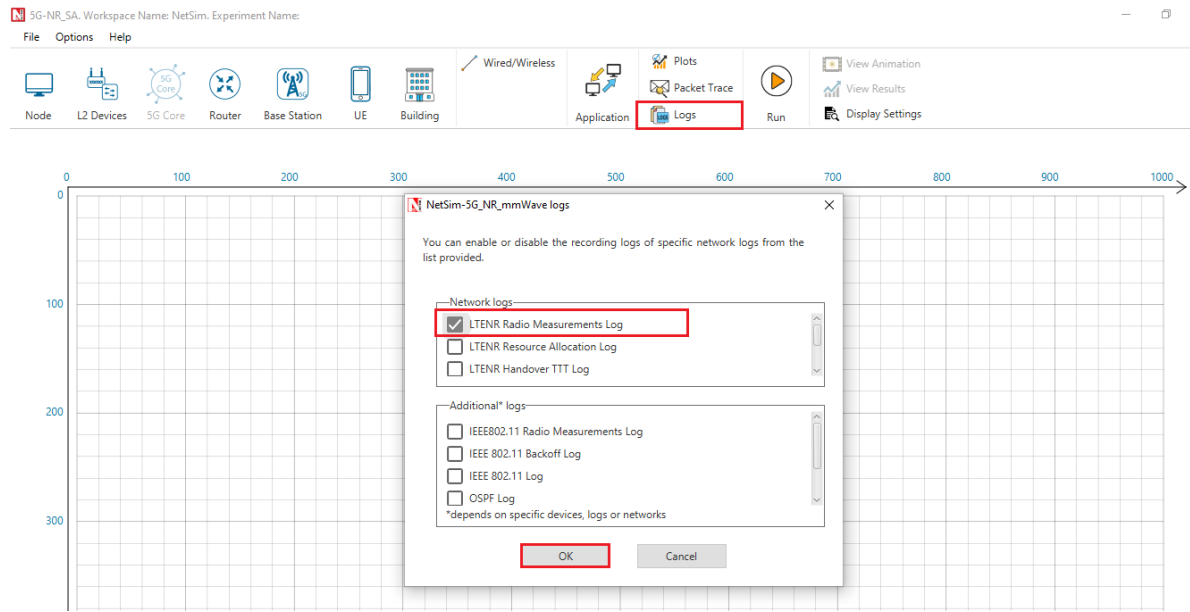 5G-NR_SA. Workspace Name: NetSim. Experiment Name:
File Options Help
Wired/Wireless
Plots
Packet Trace
Logs
View Animation
View Results
Display Settings
Node L2 Devices 5G Core Router Base Station UE Building Application Run
5G
Core
5G
LOGS
0 100 200 300 400 500 600 700 800 900 1000
0
100
200
300
NetSim-5G_NR_mmWave logs
You can enable or disable the recording logs of specific network logs from the
list provided.
Network logs
LTENR Radio Measurements Log
LTENR Resource Allocation Log
LTENR Handover TTT Log
Additional* logs
IEEE802.11 Radio Measurements Log
IEEE 802.11 Backoff Log
IEEE 802.11 Log
OSPF Log
*depends on specific devices, logs or networks
OK Cancel